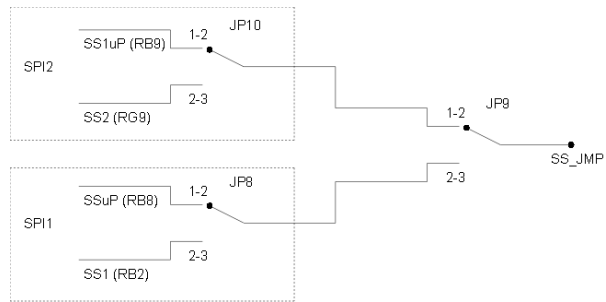 JP10
1-2
SS1uP (RB9)
SPI2
2-3
SS2 (RG9)
JP9
1-2
SS_JMP
2-3
JP8
1-2
SSuP (RB8)
SPI1
2-3
SS1 (RB2)